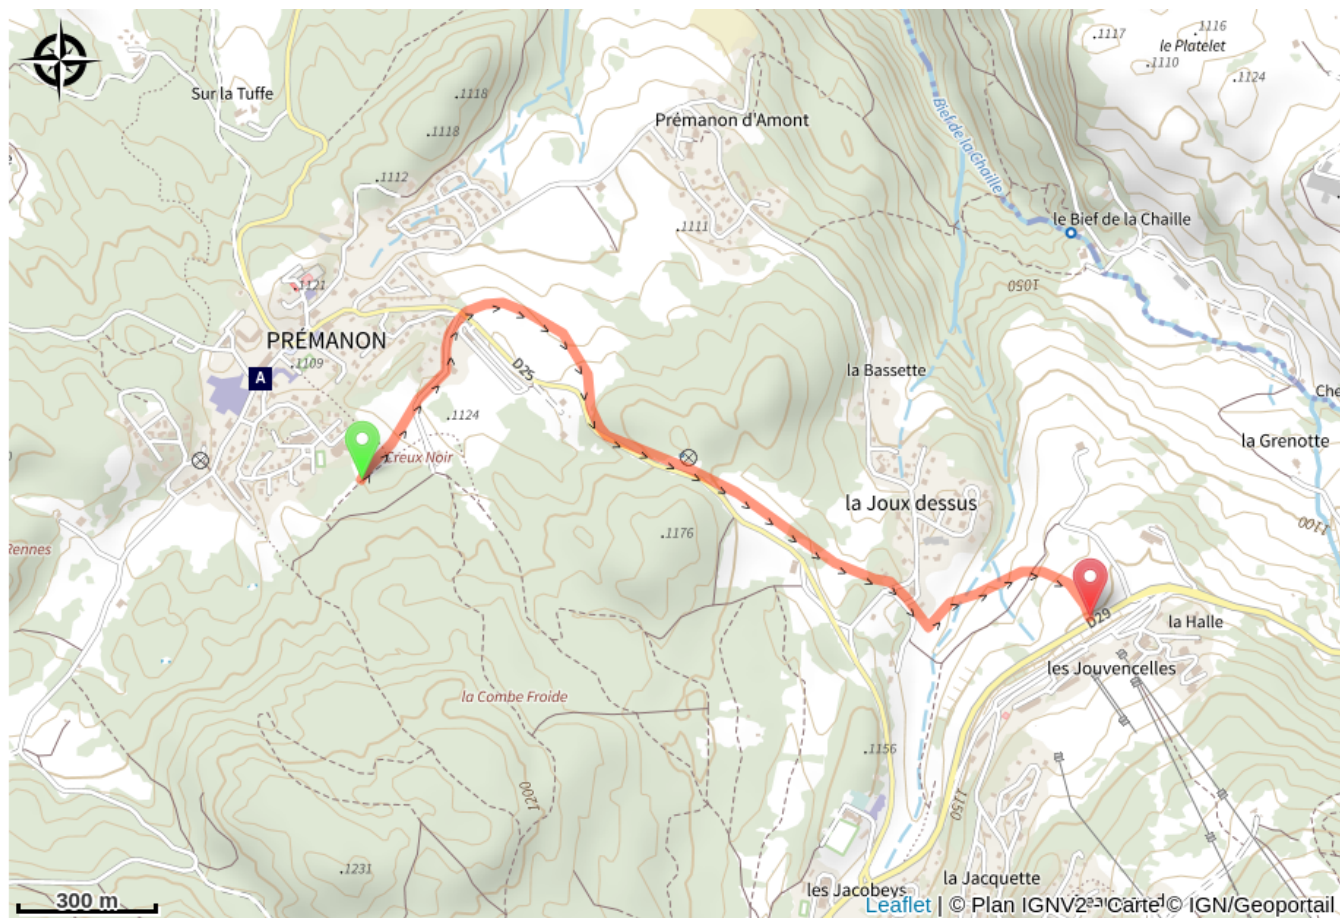 .1116
.1117
le Platelet
.1110
.1124
Sur la Tuffe
.1118
.1118
Prémanon d'Amont
Bief de la Chaille
.1112
le Bief de la Chaille
.1111
.1121
1050
PRÉMANON
.1109
D25
la Bassette
A
Che
.1124
la Grenotte
Creux Noir
la Joux dessus
1100
.1176
Rennes
D29
la Halle
les Jouvencelles
la Combe Froide
.1156
1200
1150
.1231
la Jacquette
les Jacobeys
300 m
Leaflet | © Plan IGNV2 - Carte © IGN/Geoportail